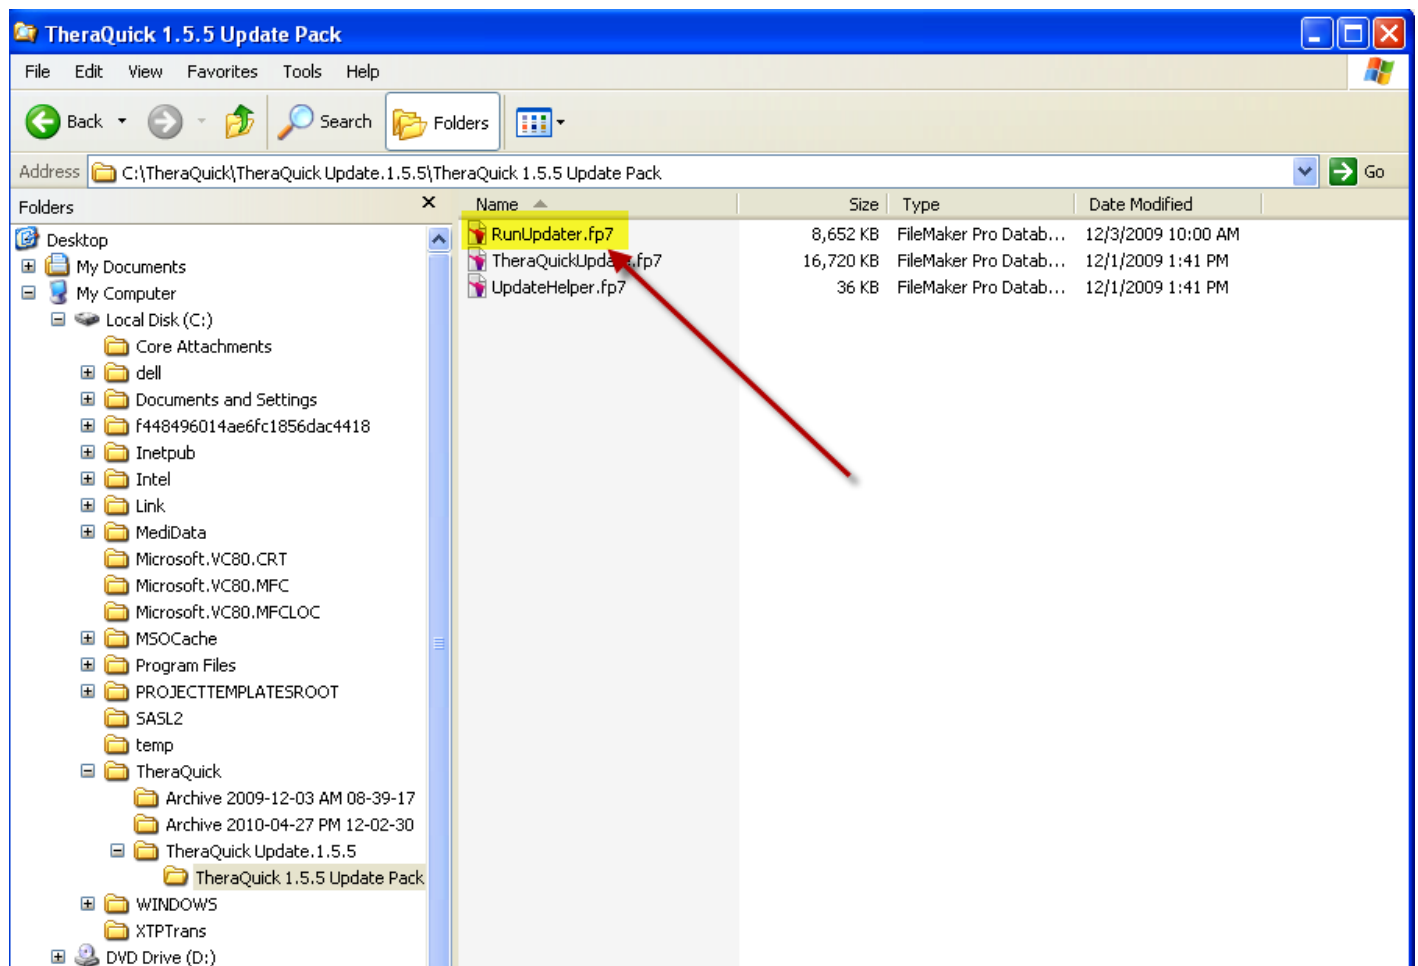 TheraQuick 1.5.5 Update Pack
File Edit View Favorites Tools Help
Back Search Folders
Address C:\TheraQuick\TheraQuick Update.1.5.5\TheraQuick 1.5.5 Update Pack Go
Folders
Desktop
My Documents
My Computer
Local Disk (C:)
Core Attachments
dell
Documents and Settings
f448496014ae6fc1856dac4418
Inetpub
Intel
Link
MediData
Microsoft.VC80.CRT
Microsoft.VC80.MFC
Microsoft.VC80.MFCLOC
MSOCache
Program Files
PROJECTTEMPLATESROOT
SASL2
temp
TheraQuick
Archive 2009-12-03 AM 08-39-17
Archive 2010-04-27 PM 12-02-30
TheraQuick Update.1.5.5
TheraQuick 1.5.5 Update Pack
WINDOWS
XTPTrans
DVD Drive (D:)
Name Size Type Date Modified
RunUpdater.fp7 8,652 KB FileMaker Pro Datab... 12/3/2009 10:00 AM
TheraQuickUpdate.fp7 16,720 KB FileMaker Pro Datab... 12/1/2009 1:41 PM
UpdateHelper.fp7 36 KB FileMaker Pro Datab... 12/1/2009 1:41 PM